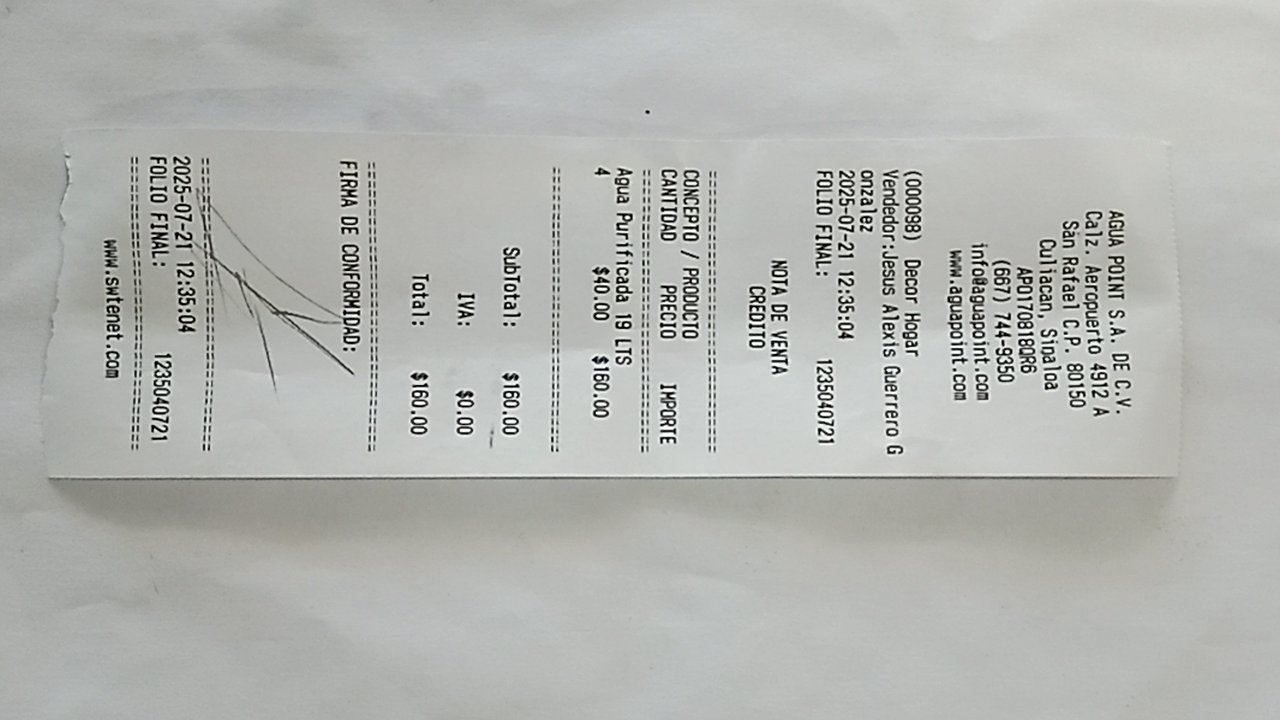 AGUA POINT S.A. DE C.V.
Calz. Aeropuerto 4912 A
San Rafael C.P. 80150
Culiacan, Sinaloa
APO170818QR6
(667) 744-9350
info@aguapoint.com
www.aguapoint.com
(000098) Decor Hogar
Vendedor:Jesus Alexis Guerrero G
onzalez
2025-07-21 12:35:04
FOLIO FINAL: 1235040721
NOTA DE VENTA
CREDITO
================================
CONCEPTO / PRODUCTO
CANTIDAD PRECIO IMPORTE
================================
Agua Purificada 19 LTS
4 $40.00 $160.00
================================
SubTotal: $160.00
IVA: $0.00
Total: $160.00
================================
FIRMA DE CONFORMIDAD:
================================
2025-07-21 12:35:04
FOLIO FINAL: 1235040721
================================
www.swtenet.com